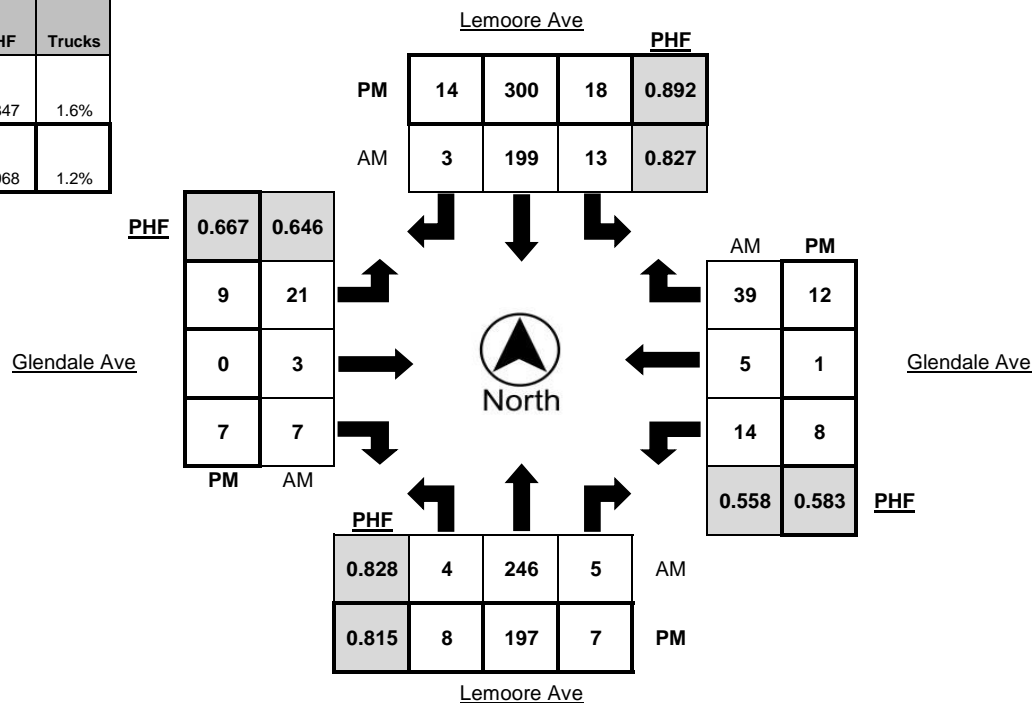 Trucks
1.6%
1.2%
Lemoore Ave
PHF
PM 14 300 18 0.892
AM 3 199 13 0.827
PHF 0.667 0.646
9 21
0 3
7 7
PM AM
Glendale Ave
North
AM PM
39 12
5 1
14 8
0.558 0.583 PHF
Glendale Ave
PHF
0.828 4 246 5 AM
0.815 8 197 7 PM
Lemoore Ave